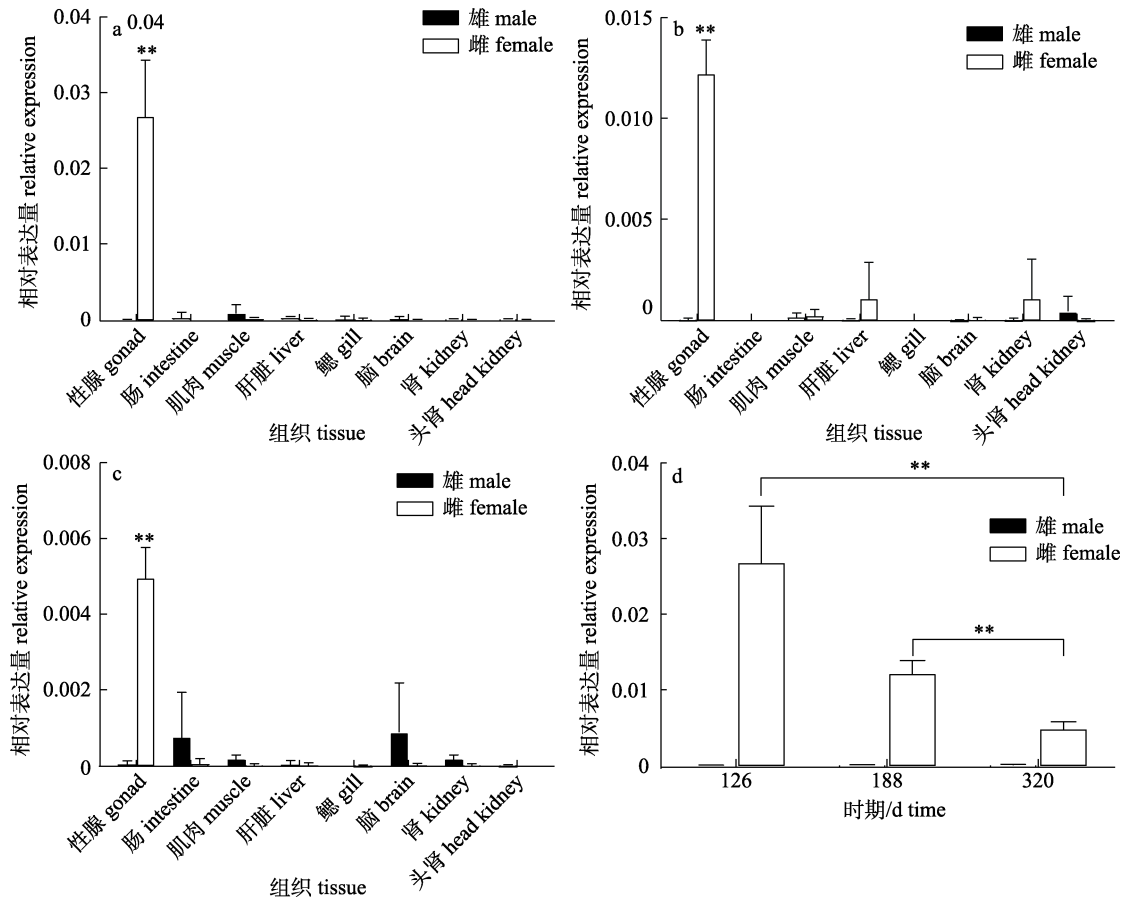 a
0.04
0.04
0.03
0.02
0.01
0
**
雄 male
雌 female
相对表达量 relative expression
性腺 gonad
肠 intestine
肌肉 muscle
肝脏 liver
鳃 gill
脑 brain
肾 kidney
头肾 head kidney
组织 tissue
b
0.015
0.010
0.005
0
**
雄 male
雌 female
相对表达量 relative expression
性腺 gonad
肠 intestine
肌肉 muscle
肝脏 liver
鳃 gill
脑 brain
肾 kidney
头肾 head kidney
组织 tissue
c
0.008
0.006
0.004
0.002
0
**
雄 male
雌 female
相对表达量 relative expression
性腺 gonad
肠 intestine
肌肉 muscle
肝脏 liver
鳃 gill
脑 brain
肾 kidney
头肾 head kidney
组织 tissue
d
0.04
0.03
0.02
0.01
0
**
**
雄 male
雌 female
相对表达量 relative expression
126
188
320
时期/d time